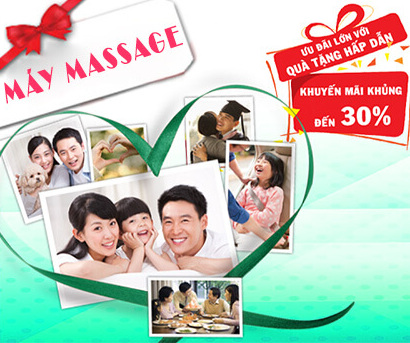 MÁY MASSAGE
ƯU ĐÃI LỚN VỚI
QUÀ TẶNG HẤP DẪN
KHUYẾN MÃI KHỦNG
ĐẾN 30%